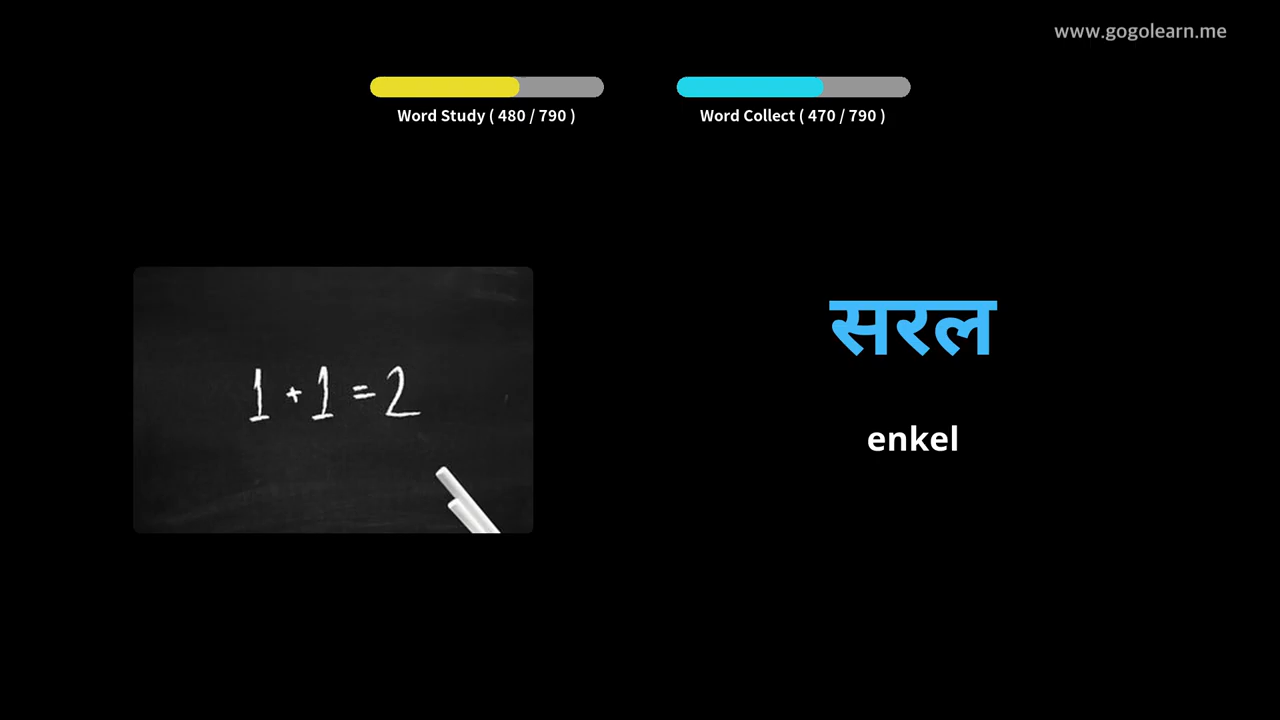 www.gogolearn.me
Word Study ( 480 / 790 )
Word Collect ( 470 / 790 )
1 + 1 = 2
सरल
enkel